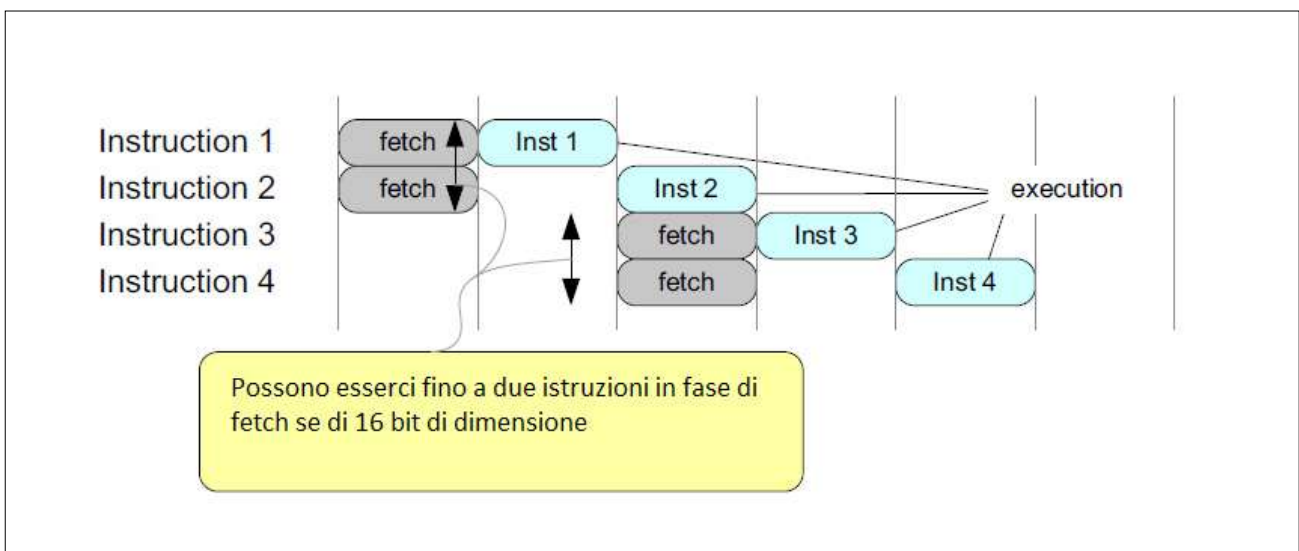 Instruction 1 fetch Inst 1
Instruction 2 fetch Inst 2 execution
Instruction 3 fetch Inst 3
Instruction 4 fetch Inst 4
Possono esserci fino a due istruzioni in fase di
fetch se di 16 bit di dimensione